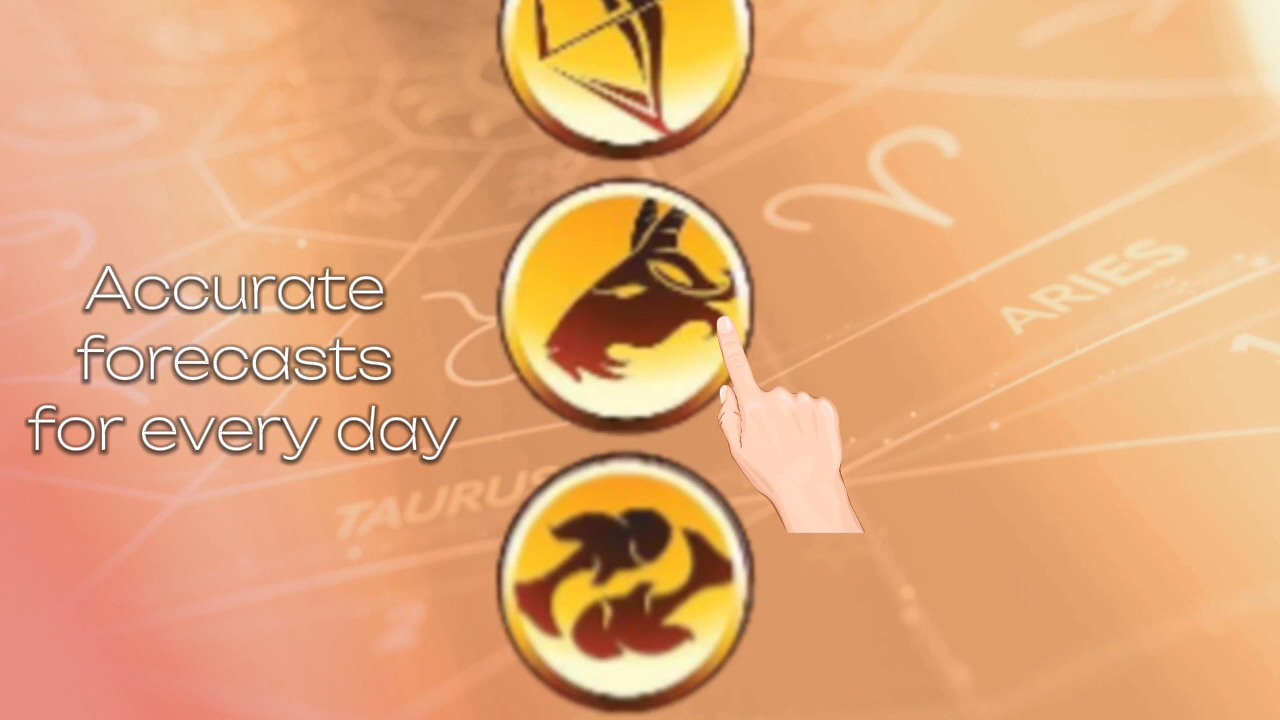 Accurate
forecasts
for every day
ARIES
TAURUS